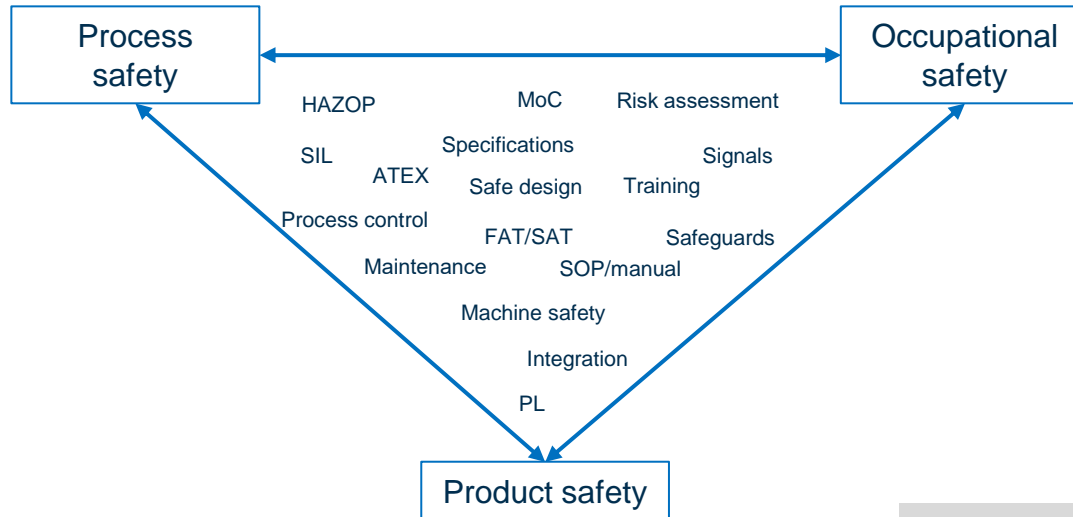 Process
safety
Occupational
safety
HAZOP
MoC
Risk assessment
Specifications
SIL
Signals
ATEX
Safe design
Training
Process control
FAT/SAT
Safeguards
Maintenance
SOP/manual
Machine safety
Integration
PL
Product safety